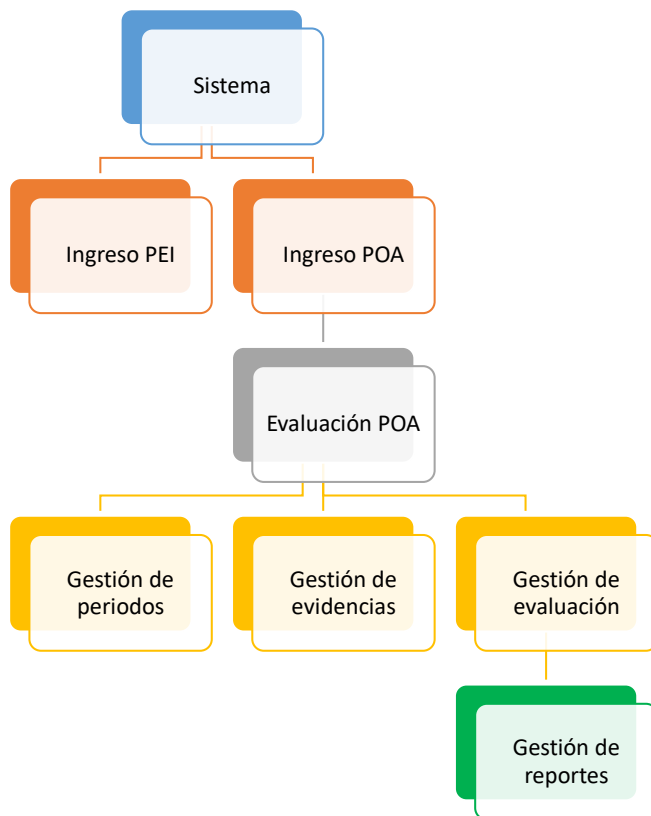 Sistema
Ingreso PEI
Ingreso POA
Evaluación POA
Gestión de
periodos
Gestión de
evidencias
Gestión de
evaluación
Gestión de
reportes